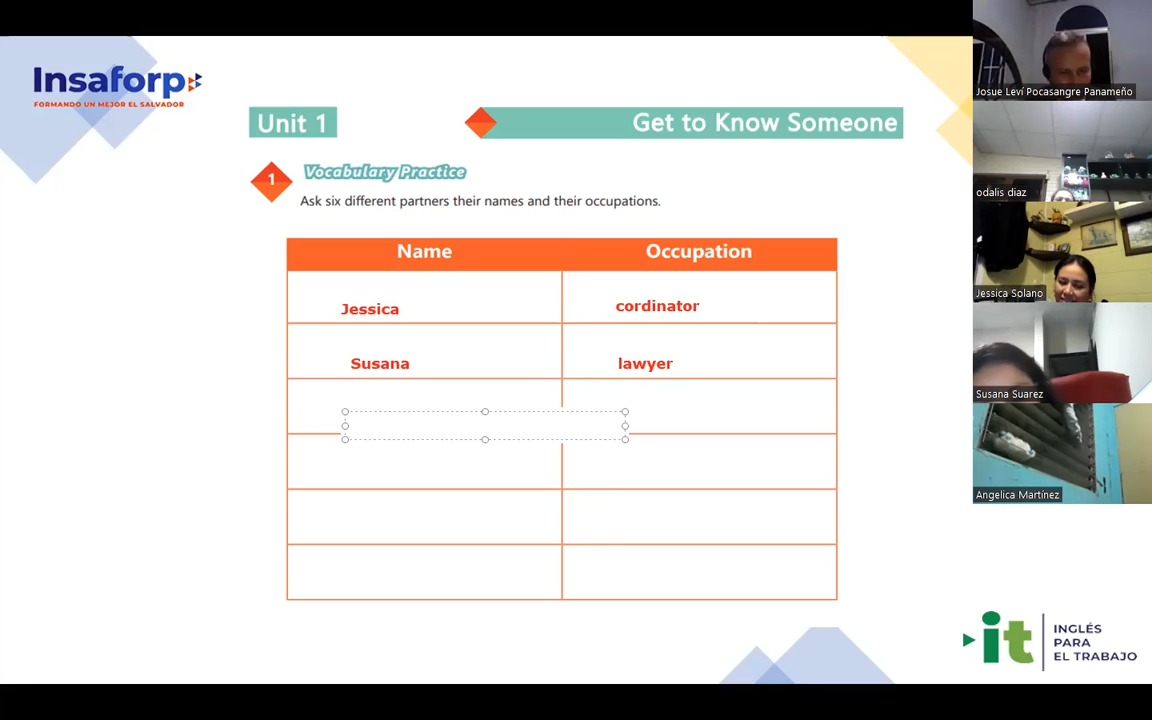 Insaforp
FORMANDO UN MEJOR EL SALVADOR
Unit 1
Get to Know Someone
1
Vocabulary Practice
Ask six different partners their names and their occupations.
Name Occupation
Jessica cordinator
Susana lawyer
Josue Leví Pocasangre Panameño
odalis diaz
Jessica Solano
Susana Suarez
Angelica Martínez
it
INGLÉS
PARA
EL TRABAJO